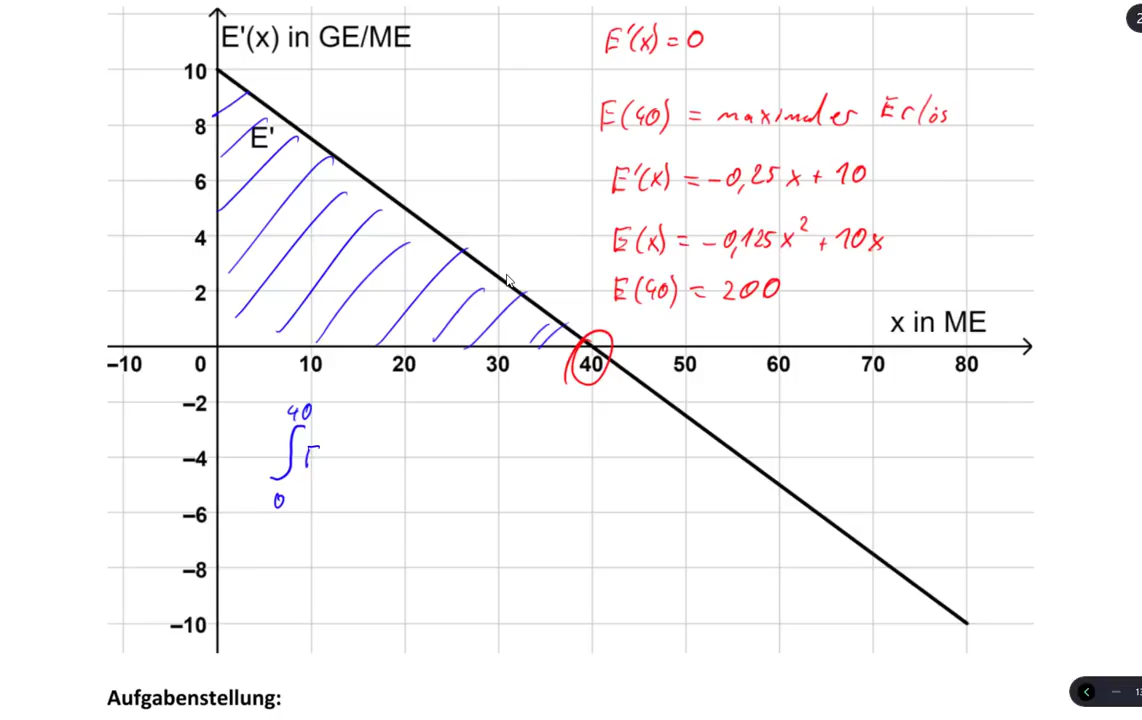 E'(x) in GE/ME
E'(x) = 0
10
E(40) = maximaler Erlös
8
E'
E'(x) = -0,25x + 10
6
E(x) = -0,125x² + 10x
4
E(40) = 200
2
x in ME
–10 0 10 20 30 40 50 60 70 80
–2
40
–4
∫
0
–6
–8
–10
Aufgabenstellung: